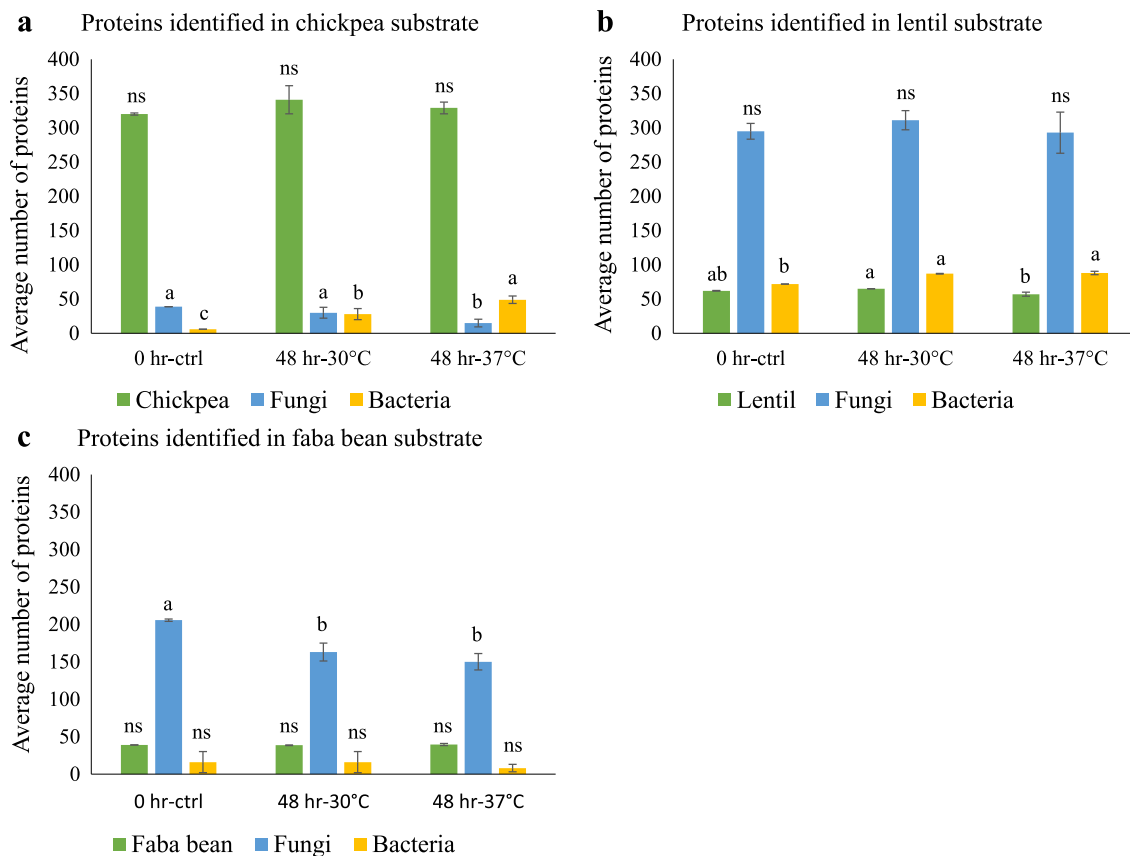 a Proteins identified in chickpea substrate
Average number of proteins
400
350
300
250
200
150
100
50
0
ns
a
c
ns
a
b
ns
b
a
0 hr-ctrl 48 hr-30°C 48 hr-37°C
Chickpea Fungi Bacteria
b Proteins identified in lentil substrate
Average number of proteins
400
350
300
250
200
150
100
50
0
ab
ns
b
a
ns
a
b
ns
a
0 hr-ctrl 48 hr-30°C 48 hr-37°C
Lentil Fungi Bacteria
c Proteins identified in faba bean substrate
Average number of proteins
400
350
300
250
200
150
100
50
0
ns
a
ns
ns
b
ns
ns
b
ns
0 hr-ctrl 48 hr-30°C 48 hr-37°C
Faba bean Fungi Bacteria